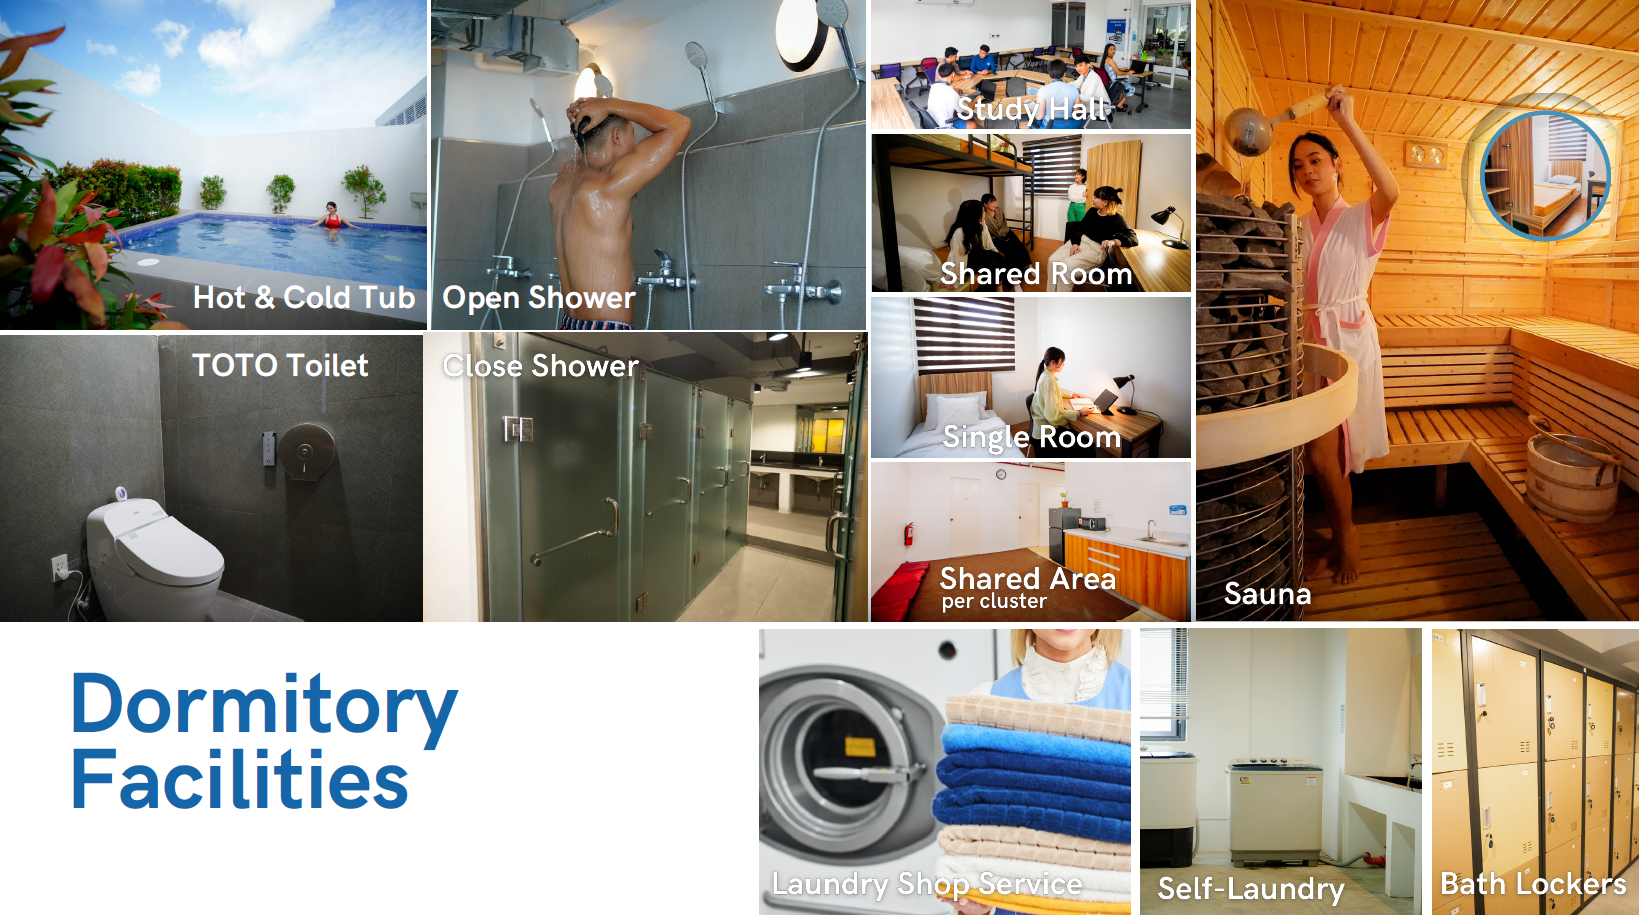 Hot & Cold Tub
Open Shower
Study Hall
Shared Room
TOTO Toilet
Close Shower
Single Room
Shared Area
per cluster
Sauna
Dormitory
Facilities
Laundry Shop Service
Self-Laundry
Bath Lockers